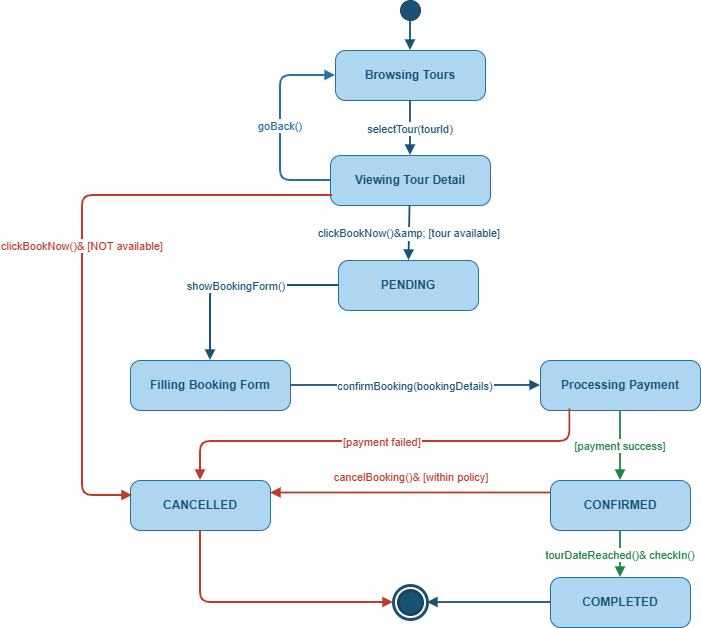 Browsing Tours
goBack()
selectTour(tourId)
Viewing Tour Detail
clickBookNow()&amp; [tour available]
clickBookNow()& [NOT available]
PENDING
showBookingForm()
Filling Booking Form
confirmBooking(bookingDetails)
Processing Payment
[payment failed]
[payment success]
cancelBooking()& [within policy]
CANCELLED
CONFIRMED
tourDateReached()& checkIn()
COMPLETED